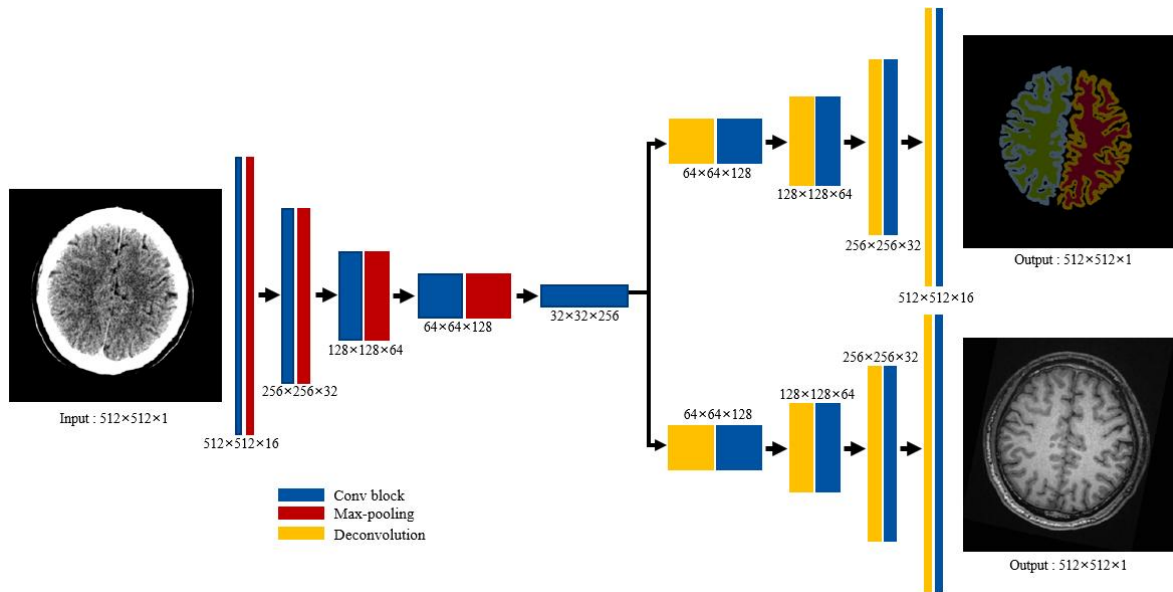 Input : 512×512×1
512×512×16
256×256×32
128×128×64
64×64×128
32×32×256
64×64×128
128×128×64
256×256×32
512×512×16
Output : 512×512×1
64×64×128
128×128×64
256×256×32
Output : 512×512×1
Conv block
Max-pooling
Deconvolution